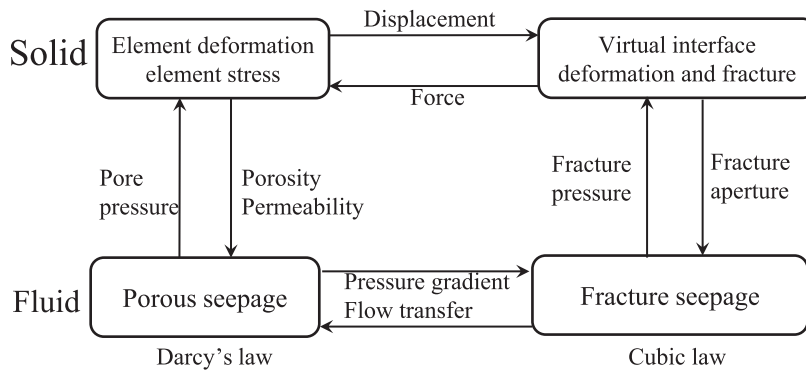 Displacement
Solid
Element deformation
element stress
Virtual interface
deformation and fracture
Force
Pore
pressure
Porosity
Permeability
Fracture
pressure
Fracture
aperture
Fluid
Porous seepage
Pressure gradient
Flow transfer
Fracture seepage
Darcy’s law
Cubic law